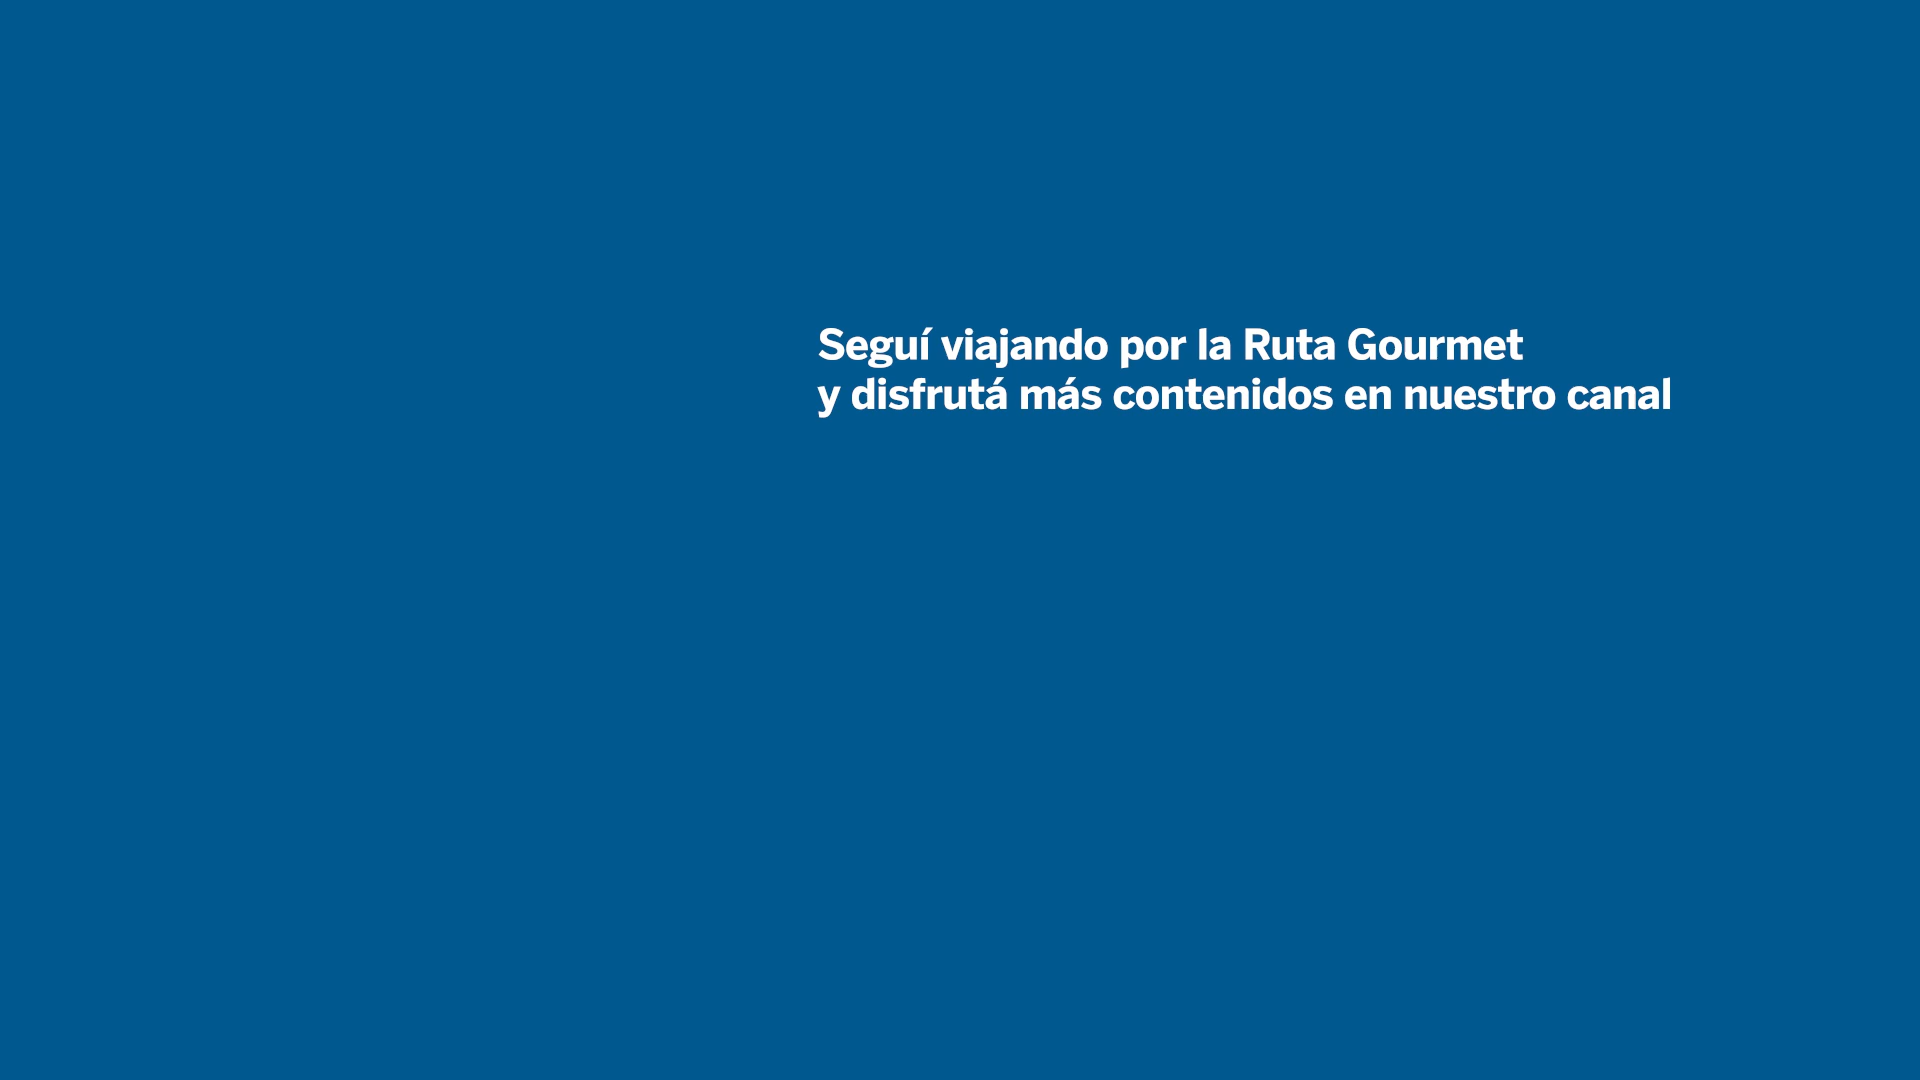 Seguí viajando por la Ruta Gourmet
y disfrutá más contenidos en nuestro canal